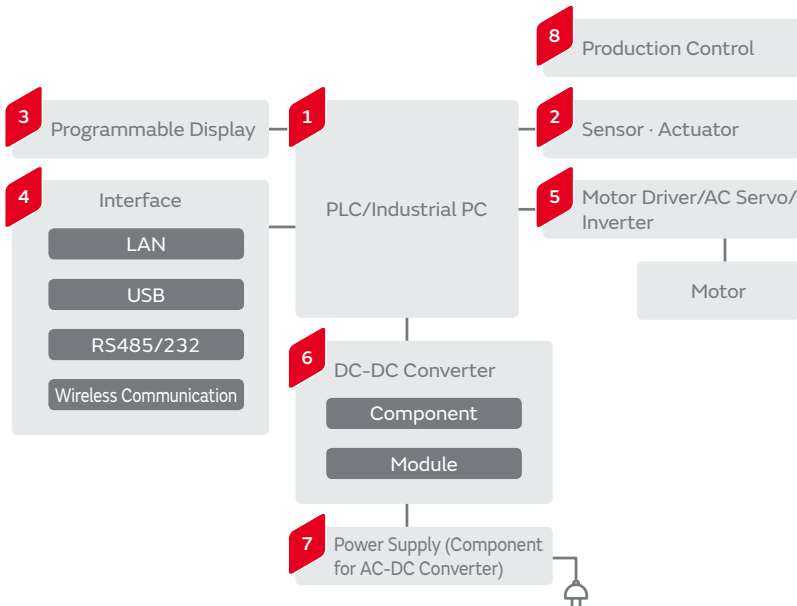 8
Production Control
3
Programmable Display
1
PLC/Industrial PC
2
Sensor · Actuator
4
Interface
LAN
USB
RS485/232
Wireless Communication
5
Motor Driver/AC Servo/
Inverter
Motor
6
DC-DC Converter
Component
Module
7
Power Supply (Component
for AC-DC Converter)